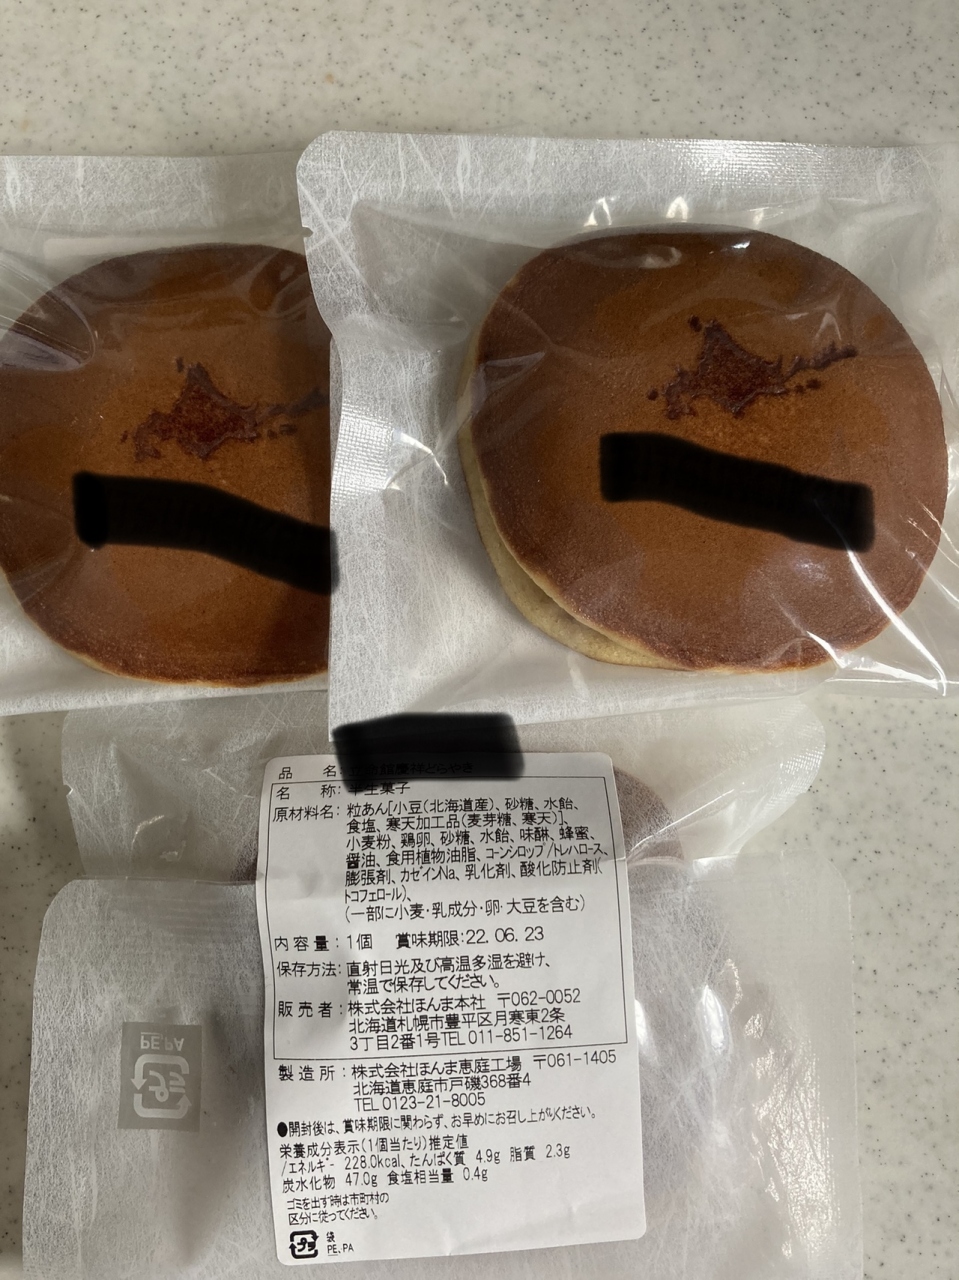 品名: どらやき
名称: 半生菓子
原材料名: 粒あん[小豆(北海道産)、砂糖、水飴、
食塩、寒天加工品(麦芽糖、寒天)]、
小麦粉、鶏卵、砂糖、水飴、味醂、蜂蜜、
醤油、食用植物油脂、コーンシロップ/トレハロース、
膨張剤、カゼインNa、乳化剤、酸化防止剤(
トコフェロール)、
(一部に小麦・乳成分・卵・大豆を含む)
内容量: 1個 賞味期限:22.06.23
保存方法: 直射日光及び高温多湿を避け、
常温で保存してください。
販売者: 株式会社ほんま本社 〒062-0052
北海道札幌市豊平区月寒東2条
3丁目2番1号TEL011-851-1264
製造所: 株式会社ほんま恵庭工場 〒061-1405
北海道恵庭市戸磯368番4
TEL0123-21-8005
●開封後は、賞味期限に関わらず、お早めにお召し上がりください。
栄養成分表示(1個当たり)推定値
/エネルギー 228.0kcal、たんぱく質 4.9g 脂質 2.3g
炭水化物 47.0g 食塩相当量 0.4g
ゴミを出す時は市町村の
区分に従ってください。
プラ 袋
PE,PA
PE,PA
プラ